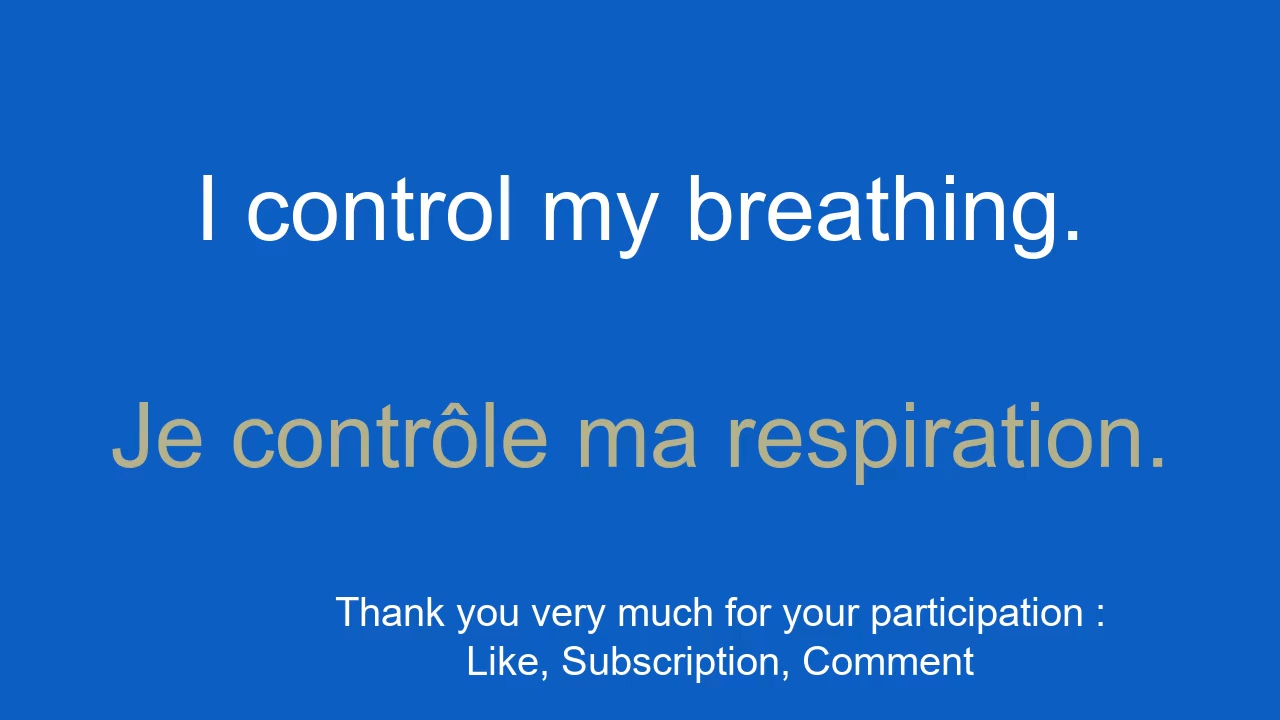 I control my breathing.
Je contrôle ma respiration.
Thank you very much for your participation :
Like, Subscription, Comment